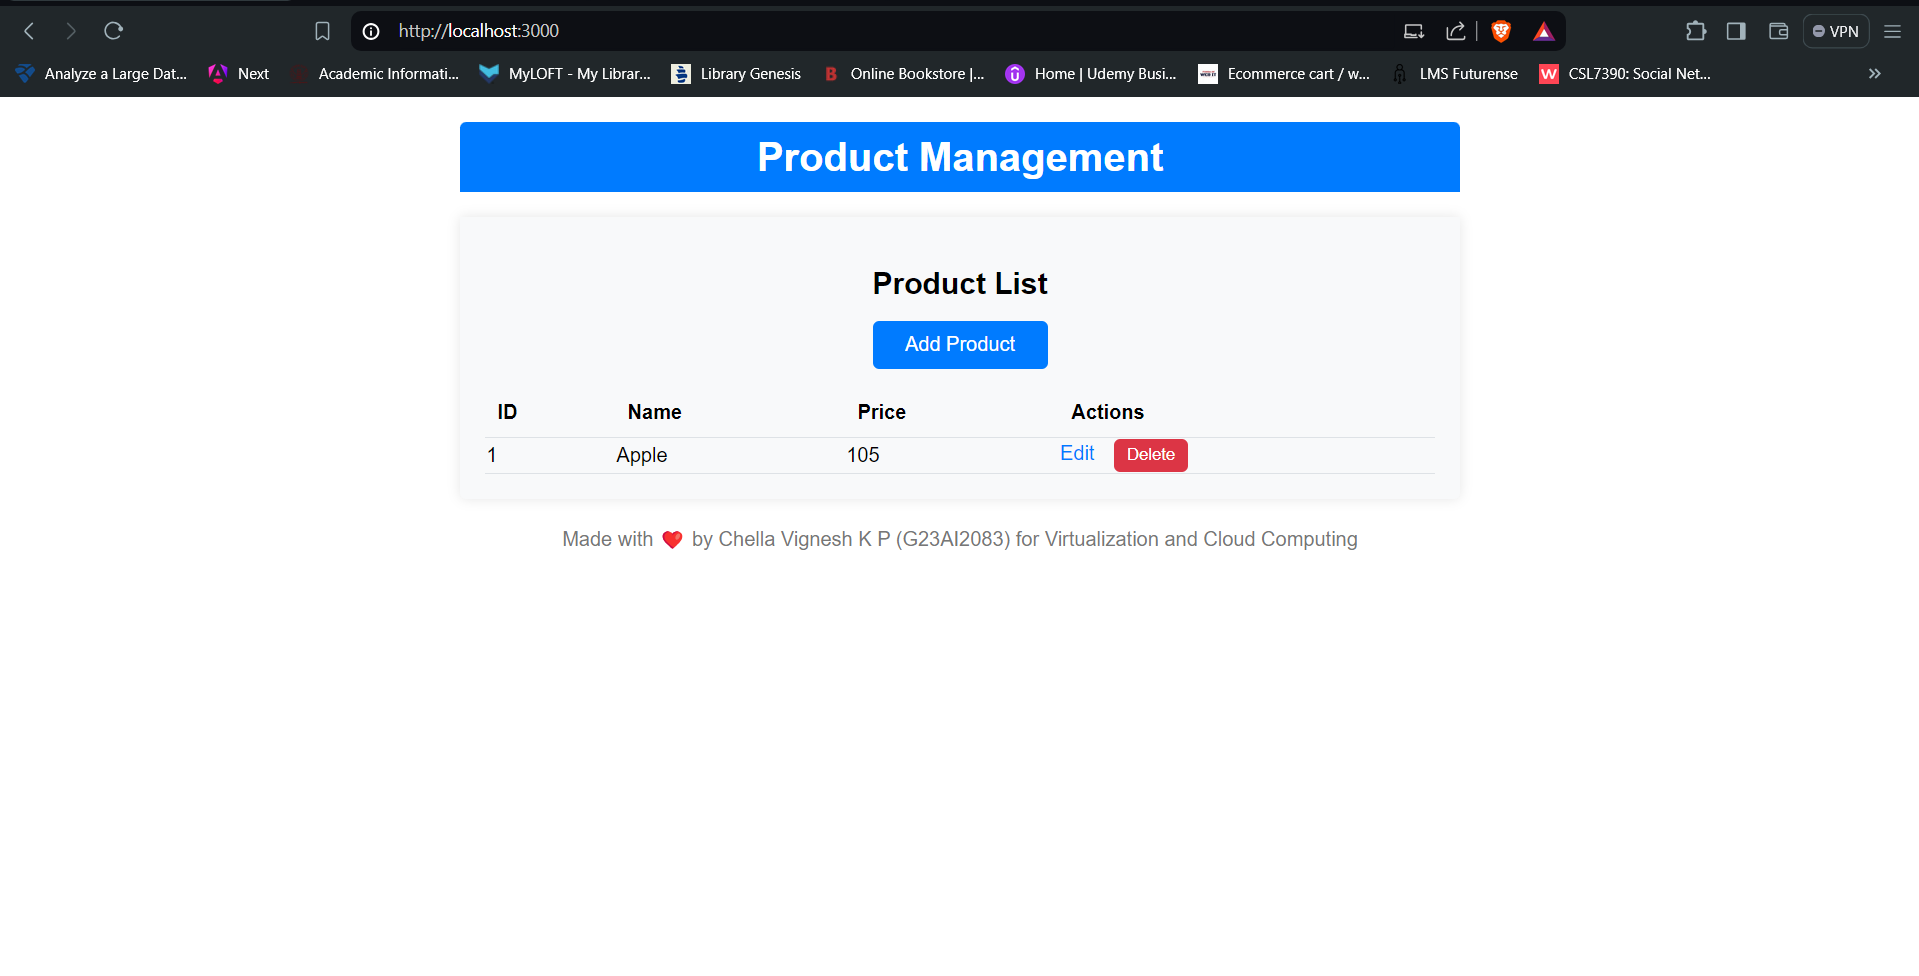 http://localhost:3000
VPN
Analyze a Large Dat... Next Academic Informati... MyLOFT - My Librar... Library Genesis B Online Bookstore |... Home | Udemy Busi... Ecommerce cart / w... LMS Futurense W CSL7390: Social Net... »
Product Management
Product List
Add Product
ID Name Price Actions
1 Apple 105 Edit Delete
Made with ❤️ by Chella Vignesh K P (G23AI2083) for Virtualization and Cloud Computing